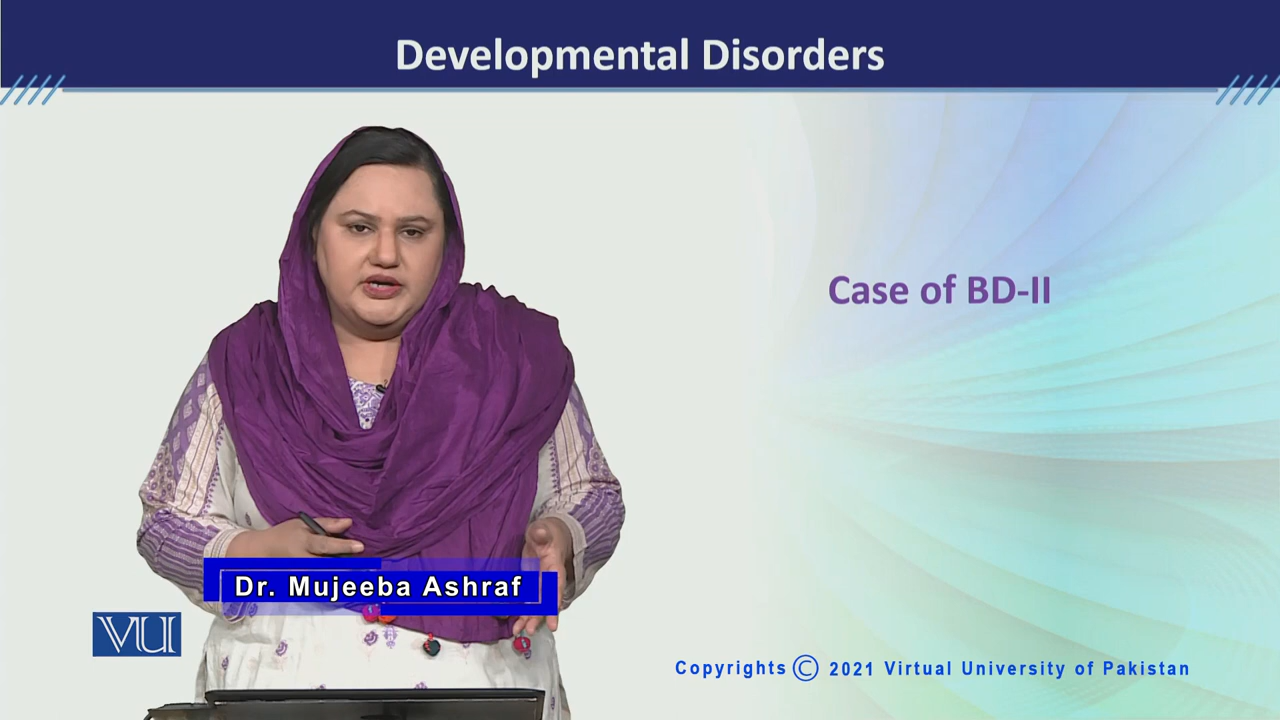 Developmental Disorders
Case of BD-II
Dr. Mujeeba Ashraf
VU
Copyrights © 2021 Virtual University of Pakistan